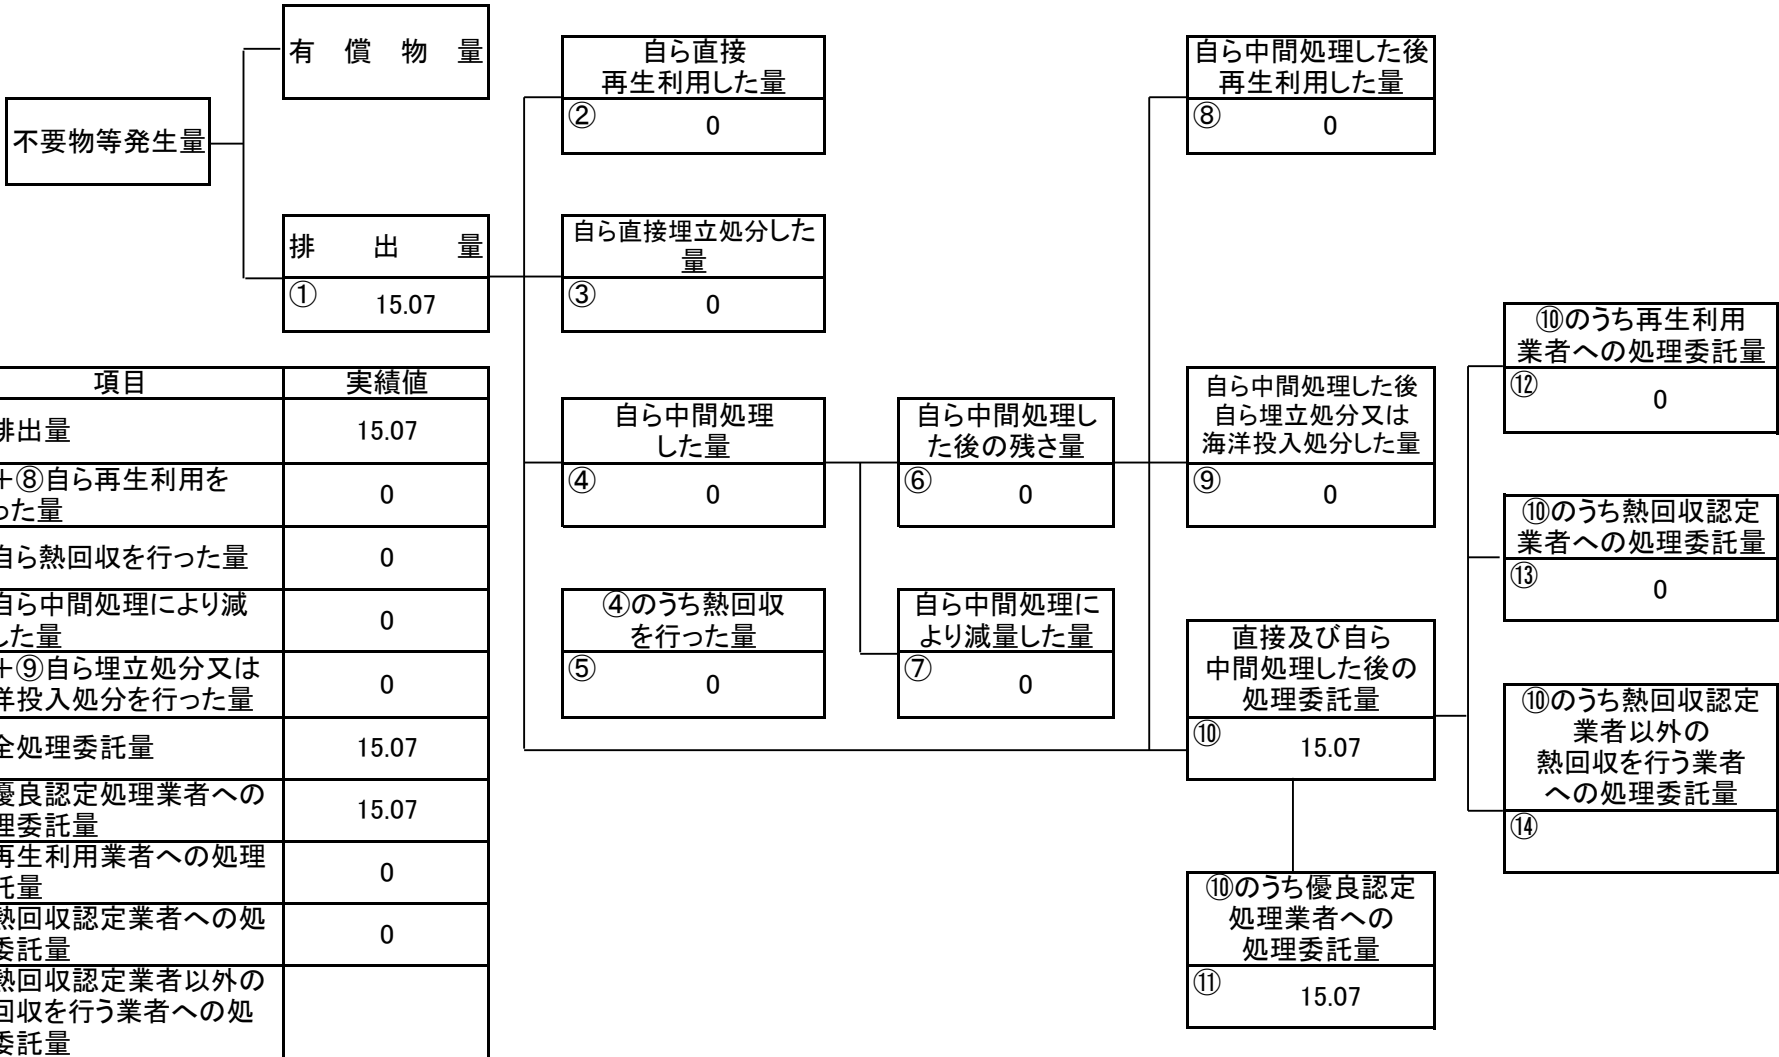 有償物量
不要物等発生量
排出量
①
15.07
自ら直接
再生利用した量
②
0
自ら直接埋立処分した
量
③
0
自ら中間処理
した量
④
0
④のうち熱回収
を行った量
⑤
0
自ら中間処理し
た後の残さ量
⑥
0
自ら中間処理に
より減量した量
⑦
0
自ら中間処理した後
再生利用した量
⑧
0
自ら中間処理した後
自ら埋立処分又は
海洋投入処分した量
⑨
0
直接及び自ら
中間処理した後の
処理委託量
⑩
15.07
⑩のうち優良認定
処理業者への
処理委託量
⑪
15.07
⑩のうち再生利用
業者への処理委託量
⑫
0
⑩のうち熱回収認定
業者への処理委託量
⑬
0
⑩のうち熱回収認定
業者以外の
熱回収を行う業者
への処理委託量
⑭
項目 実績値
排出量 15.07
+⑧自ら再生利用を
った量
0
自ら熱回収を行った量 0
自ら中間処理により減
した量
0
+⑨自ら埋立処分又は
洋投入処分を行った量
0
全処理委託量 15.07
優良認定処理業者への
理委託量
15.07
再生利用業者への処理
託量
0
熱回収認定業者への処
委託量
0
熱回収認定業者以外の
回収を行う業者への処
委託量